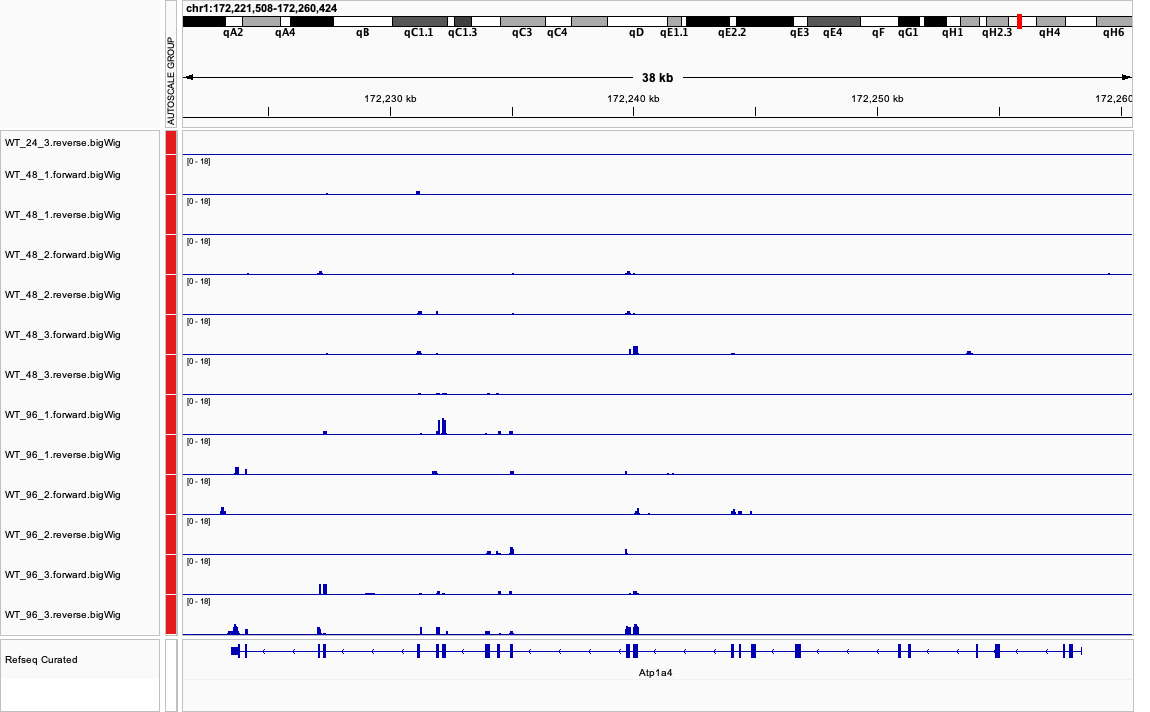 chr1:172,221,508-172,260,424
qA2 qA4 qB qC1.1 qC1.3 qC3 qC4 qD qE1.1 qE2.2 qE3 qE4 qF qG1 qH1 qH2.3 qH4 qH6
AUTOSCALE GROUP
38 kb
172,230 kb 172,240 kb 172,250 kb 172,260
WT_24_3.reverse.bigWig
[0 - 18]
WT_48_1.forward.bigWig
[0 - 18]
WT_48_1.reverse.bigWig
[0 - 18]
WT_48_2.forward.bigWig
[0 - 18]
WT_48_2.reverse.bigWig
[0 - 18]
WT_48_3.forward.bigWig
[0 - 18]
WT_48_3.reverse.bigWig
[0 - 18]
WT_96_1.forward.bigWig
[0 - 18]
WT_96_1.reverse.bigWig
[0 - 18]
WT_96_2.forward.bigWig
[0 - 18]
WT_96_2.reverse.bigWig
[0 - 18]
WT_96_3.forward.bigWig
[0 - 18]
WT_96_3.reverse.bigWig
Refseq Curated
Atp1a4